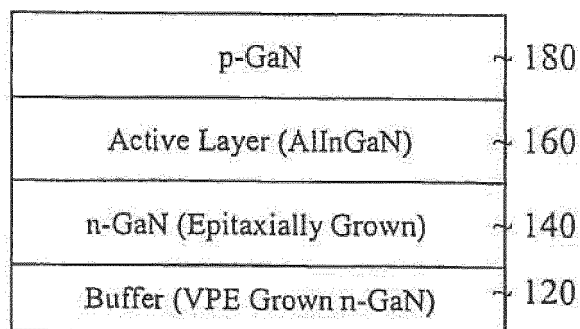 p-GaN ~ 180
Active Layer (AlInGaN) ~ 160
n-GaN (Epitaxially Grown) ~ 140
Buffer (VPE Grown n-GaN) ~ 120